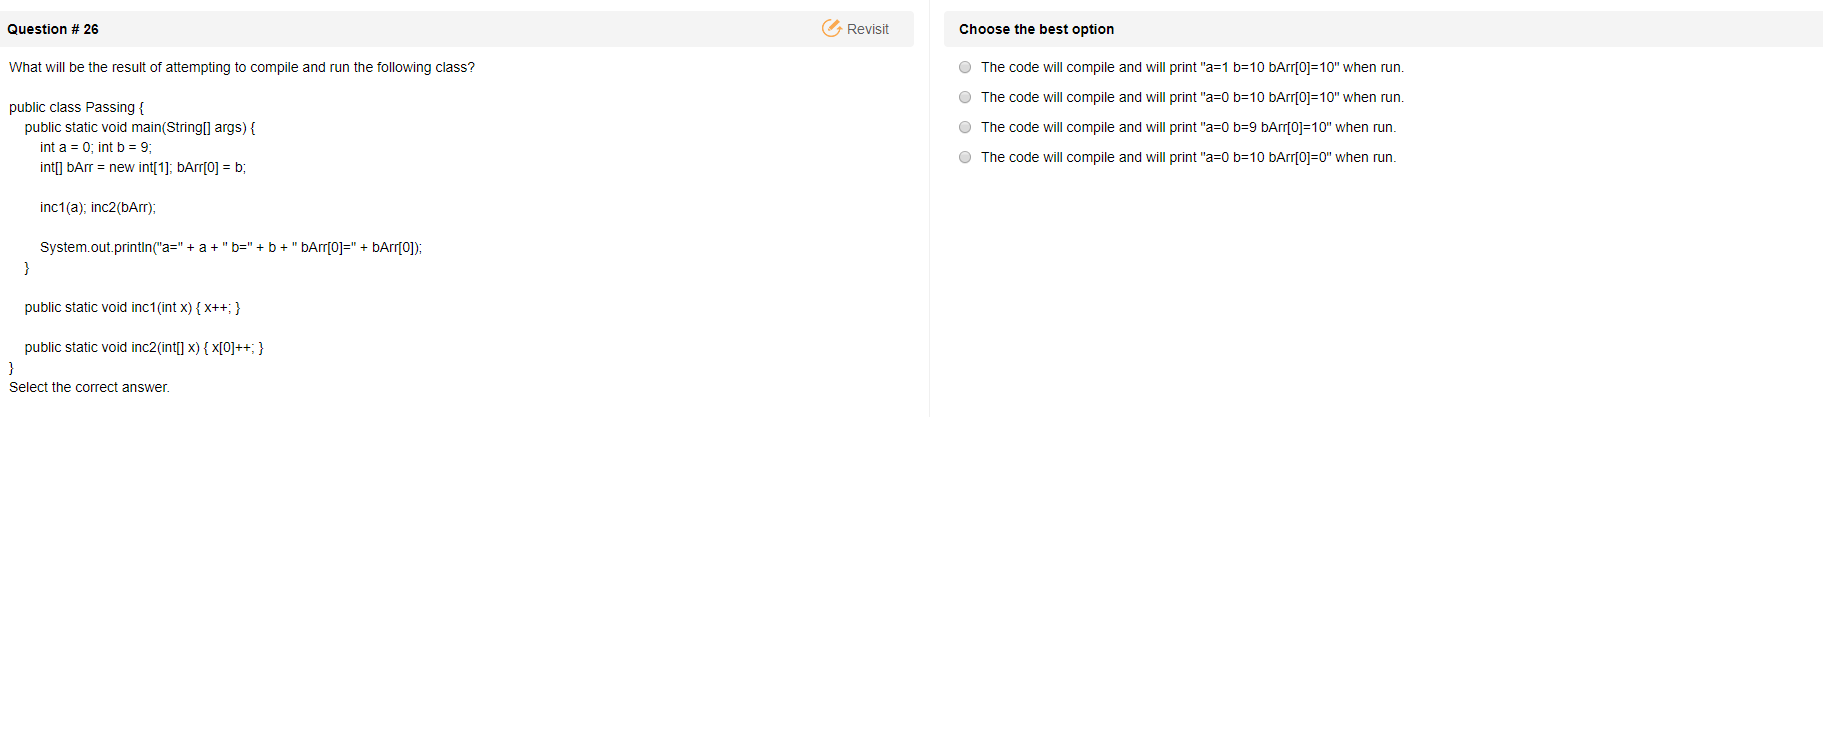 Question # 26
Revisit
What will be the result of attempting to compile and run the following class?
public class Passing {
public static void main(String[] args) {
int a = 0; int b = 9;
int[] bArr = new int[1]; bArr[0] = b;
inc1(a); inc2(bArr);
System.out.println("a=" + a + " b=" + b + " bArr[0]=" + bArr[0]);
}
public static void inc1(int x) { x++; }
public static void inc2(int[] x) { x[0]++; }
}
Select the correct answer.
Choose the best option
The code will compile and will print "a=1 b=10 bArr[0]=10" when run.
The code will compile and will print "a=0 b=10 bArr[0]=10" when run.
The code will compile and will print "a=0 b=9 bArr[0]=10" when run.
The code will compile and will print "a=0 b=10 bArr[0]=0" when run.